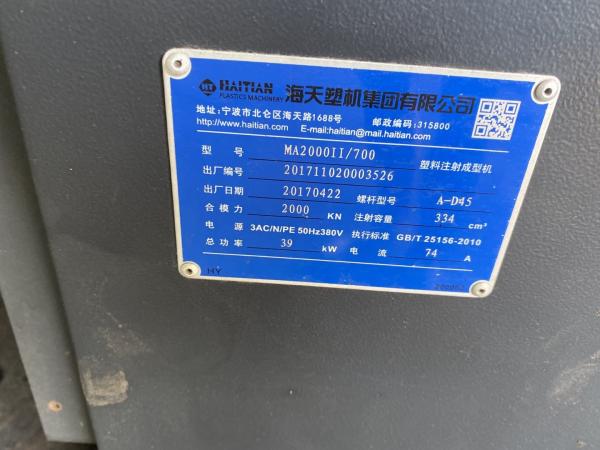 HT HAITIAN PLASTICS MACHINERY 海天塑机集团有限公司
地址:宁波市北仑区海天路1688号 邮政编码:315800
http://www.haitian.com E-mail:haitian@mail.haitian.com
型号 MA2000II/700 塑料注射成型机
出厂编号 201711020003526
出厂日期 20170422 螺杆型号 A-D45
合模力 2000 KN 注射容量 334 cm³
电源 3AC/N/PE 50Hz380V 执行标准 GB/T 25156-2010
总功率 39 kW 电流 74 A
HY